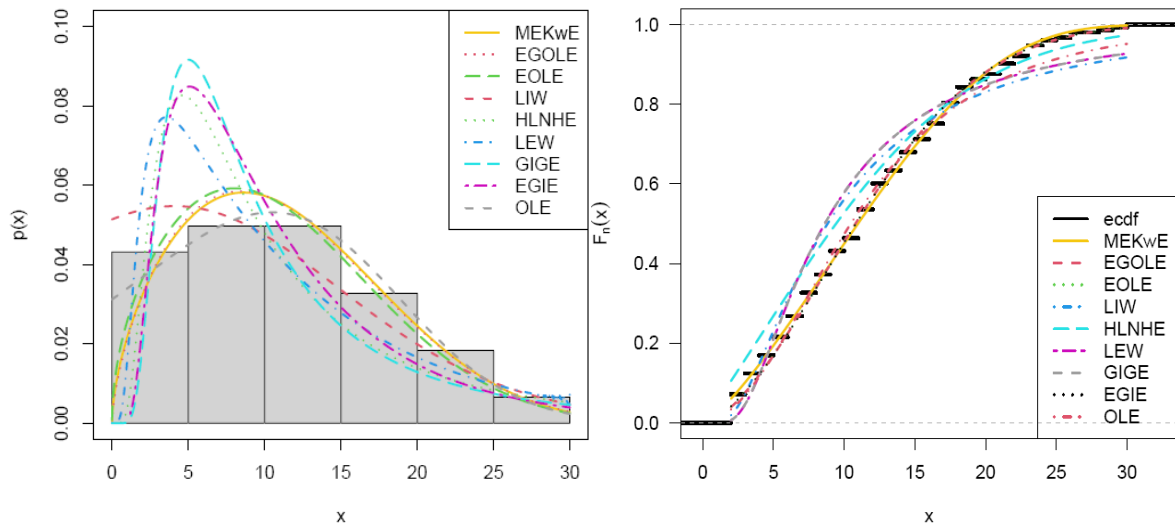 0.00
0.02
0.04
0.06
0.08
0.10
p(x)
0
5
10
15
20
25
30
x
MEKwE
EGOLE
EOLE
LIW
HLNHE
LEW
GIGE
EGIE
OLE
0.0
0.2
0.4
0.6
0.8
1.0
Fn(x)
0
5
10
15
20
25
30
x
ecdf
MEKwE
EGOLE
EOLE
LIW
HLNHE
LEW
GIGE
EGIE
OLE